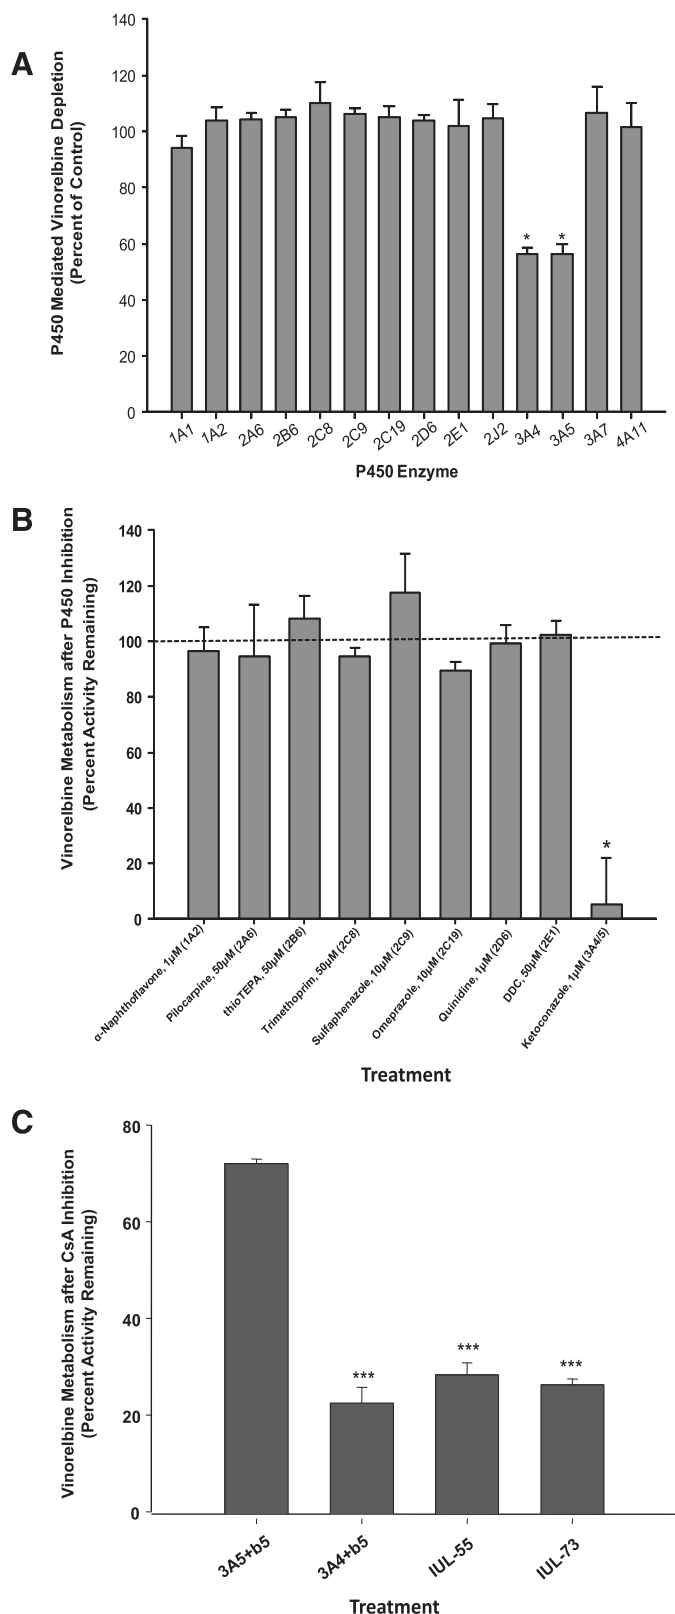 A
P450 Mediated Vinorelbine Depletion
(Percent of Control)
140
120
100
80
60
40
20
0
* *
1A1 1A2 2A6 2B6 2C8 2C9 2C19 2D6 2E1 2J2 3A4 3A5 3A7 4A11
P450 Enzyme
B
Vinorelbine Metabolism after P450 Inhibition
(Percent Activity Remaining)
140
120
100
80
60
40
20
0
*
α-Naphthoflavone, 1µM (1A2)
Pilocarpine, 50µM (2A6)
thioTEPA, 50µM (2B6)
Trimethoprim, 50µM (2C8)
Sulfaphenazole, 10µM (2C9)
Omeprazole, 10µM (2C19)
Quinidine, 1µM (2D6)
DDC, 50µM (2E1)
Ketoconazole, 1µM (3A4/5)
Treatment
C
Vinorelbine Metabolism after CsA Inhibition
(Percent Activity Remaining)
80
60
40
20
0
*** *** ***
3A5+b5 3A4+b5 IUL-55 IUL-73
Treatment